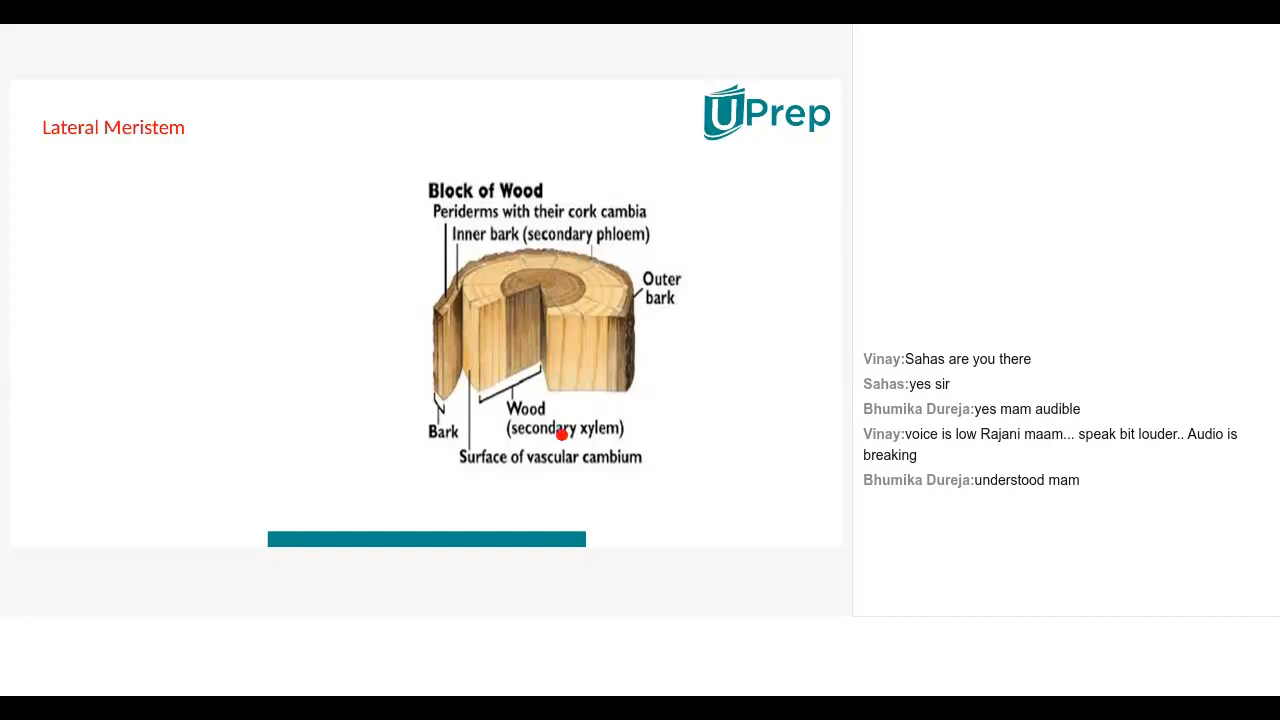 Lateral Meristem
UPrep
Block of Wood
Periderms with their cork cambia
Inner bark (secondary phloem)
Outer
bark
Wood
(secondary xylem)
Bark
Surface of vascular cambium
Vinay:Sahas are you there
Sahas:yes sir
Bhumika Dureja:yes mam audible
Vinay:voice is low Rajani maam... speak bit louder.. Audio is
breaking
Bhumika Dureja:understood mam